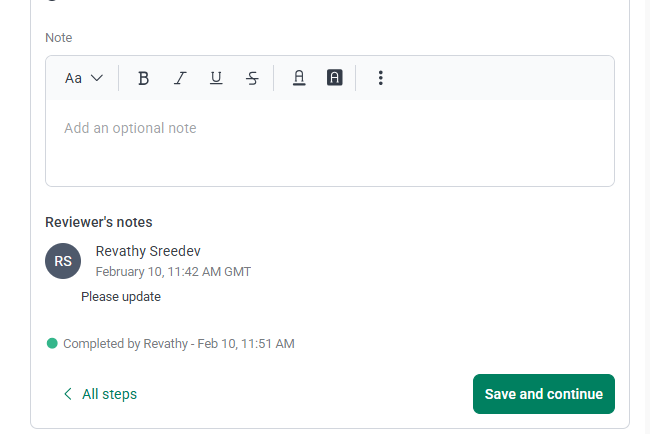 Note
Aa B I U S A A
Add an optional note
Reviewer's notes
RS
Revathy Sreedev
February 10, 11:42 AM GMT
Please update
Completed by Revathy - Feb 10, 11:51 AM
All steps
Save and continue